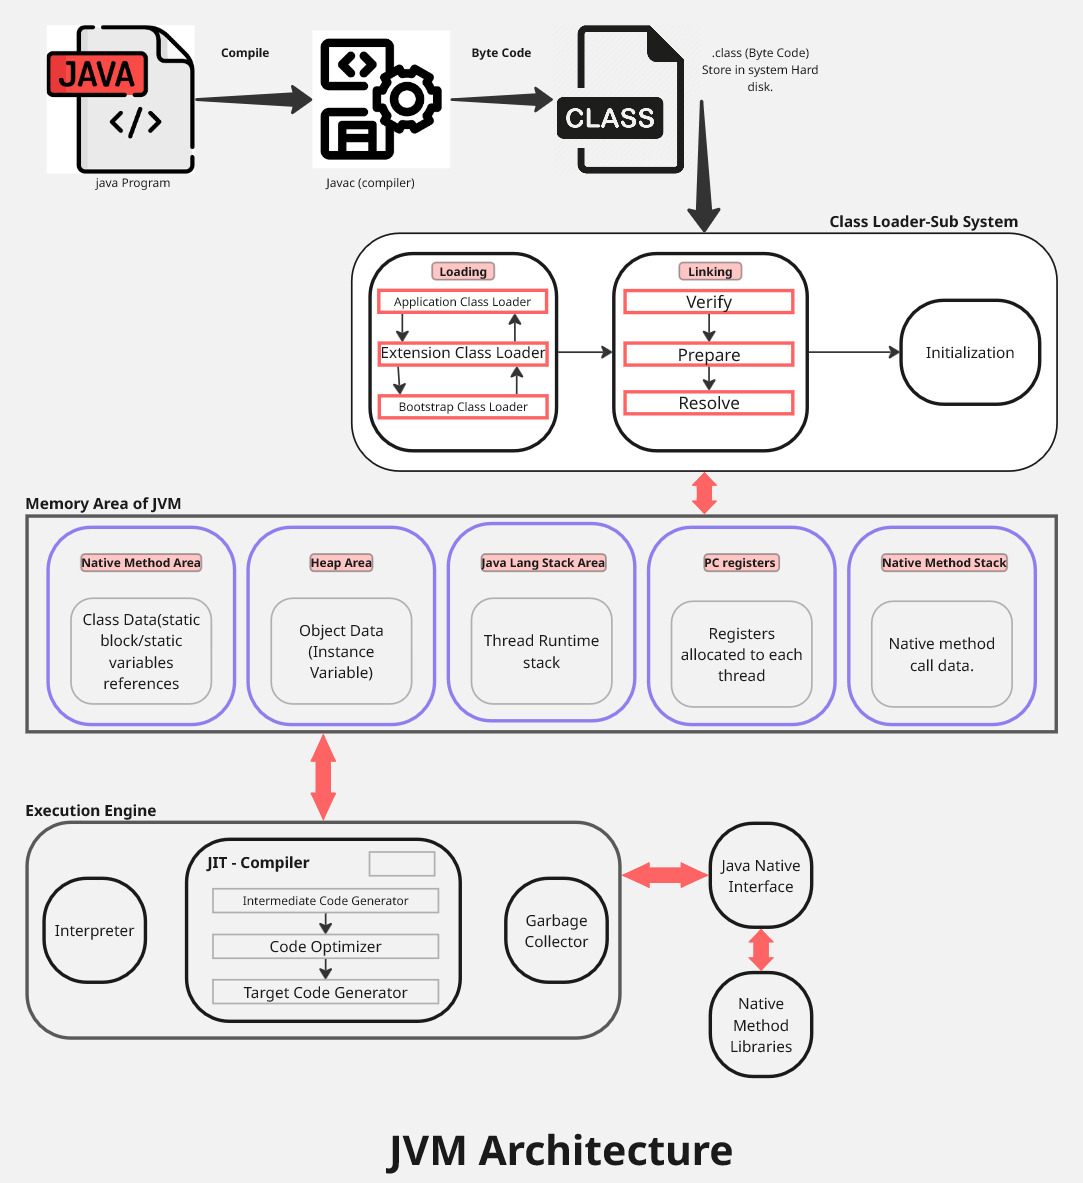 JAVA
</>
java Program
Compile
Javac (compiler)
Byte Code
CLASS
.class (Byte Code)
Store in system Hard
disk.
Class Loader-Sub System
Loading
Application Class Loader
Extension Class Loader
Bootstrap Class Loader
Linking
Verify
Prepare
Resolve
Initialization
Memory Area of JVM
Native Method Area
Class Data(static
block/static
variables
references
Heap Area
Object Data
(Instance
Variable)
Java Lang Stack Area
Thread Runtime
stack
PC registers
Registers
allocated to each
thread
Native Method Stack
Native method
call data.
Execution Engine
Interpreter
JIT - Compiler
Intermediate Code Generator
Code Optimizer
Target Code Generator
Garbage
Collector
Java Native
Interface
Native
Method
Libraries
JVM Architecture